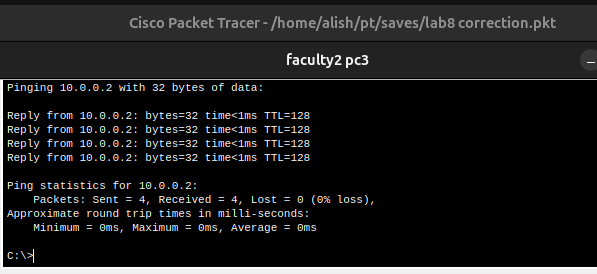 Cisco Packet Tracer - /home/alish/pt/saves/lab8 correction.pkt
faculty2 pc3
Pinging 10.0.0.2 with 32 bytes of data:
Reply from 10.0.0.2: bytes=32 time<1ms TTL=128
Reply from 10.0.0.2: bytes=32 time<1ms TTL=128
Reply from 10.0.0.2: bytes=32 time<1ms TTL=128
Reply from 10.0.0.2: bytes=32 time<1ms TTL=128
Ping statistics for 10.0.0.2:
Packets: Sent = 4, Received = 4, Lost = 0 (0% loss),
Approximate round trip times in milli-seconds:
Minimum = 0ms, Maximum = 0ms, Average = 0ms
C:\>